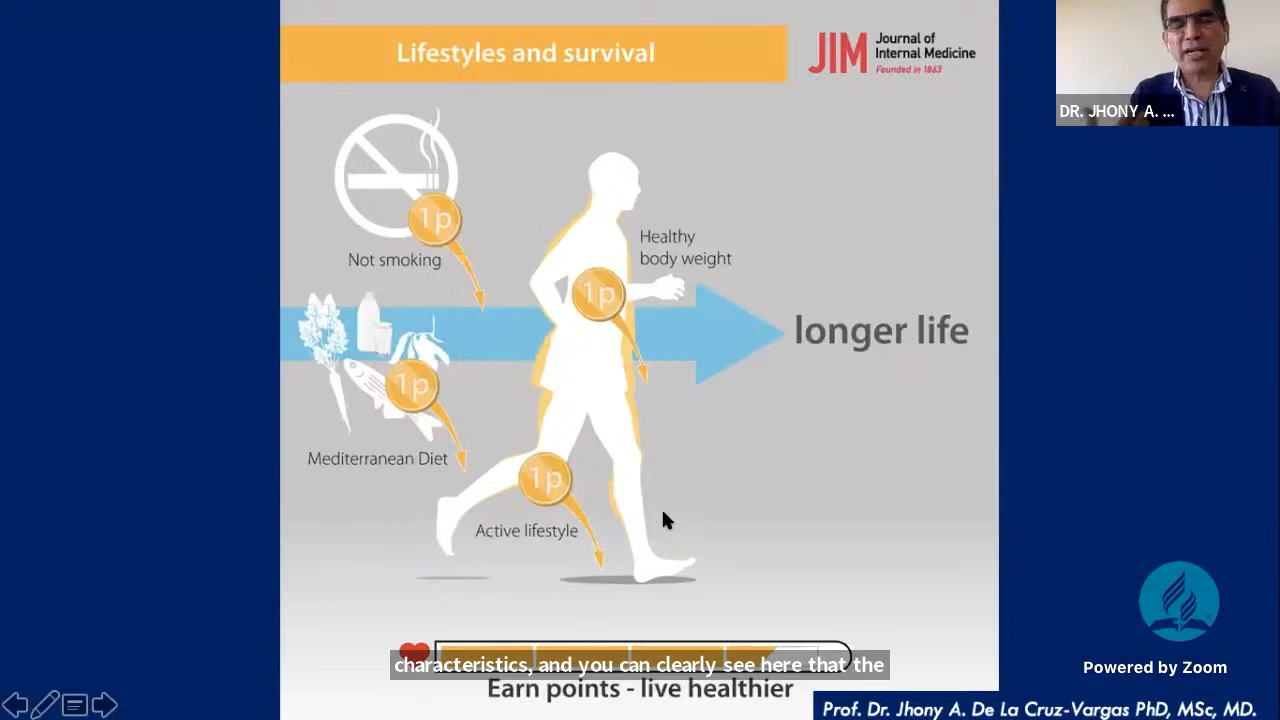 Lifestyles and survival
JIM
Journal of
Internal Medicine
Founded in 1863
DR. JHONY A. ...
1p
Not smoking
Healthy
body weight
1p
longer life
1p
Mediterranean Diet
1p
Active lifestyle
characteristics, and you can clearly see here that the
Earn points - live healthier
Powered by Zoom
Prof. Dr. Jhony A. De La Cruz-Vargas PhD, MSc, MD.